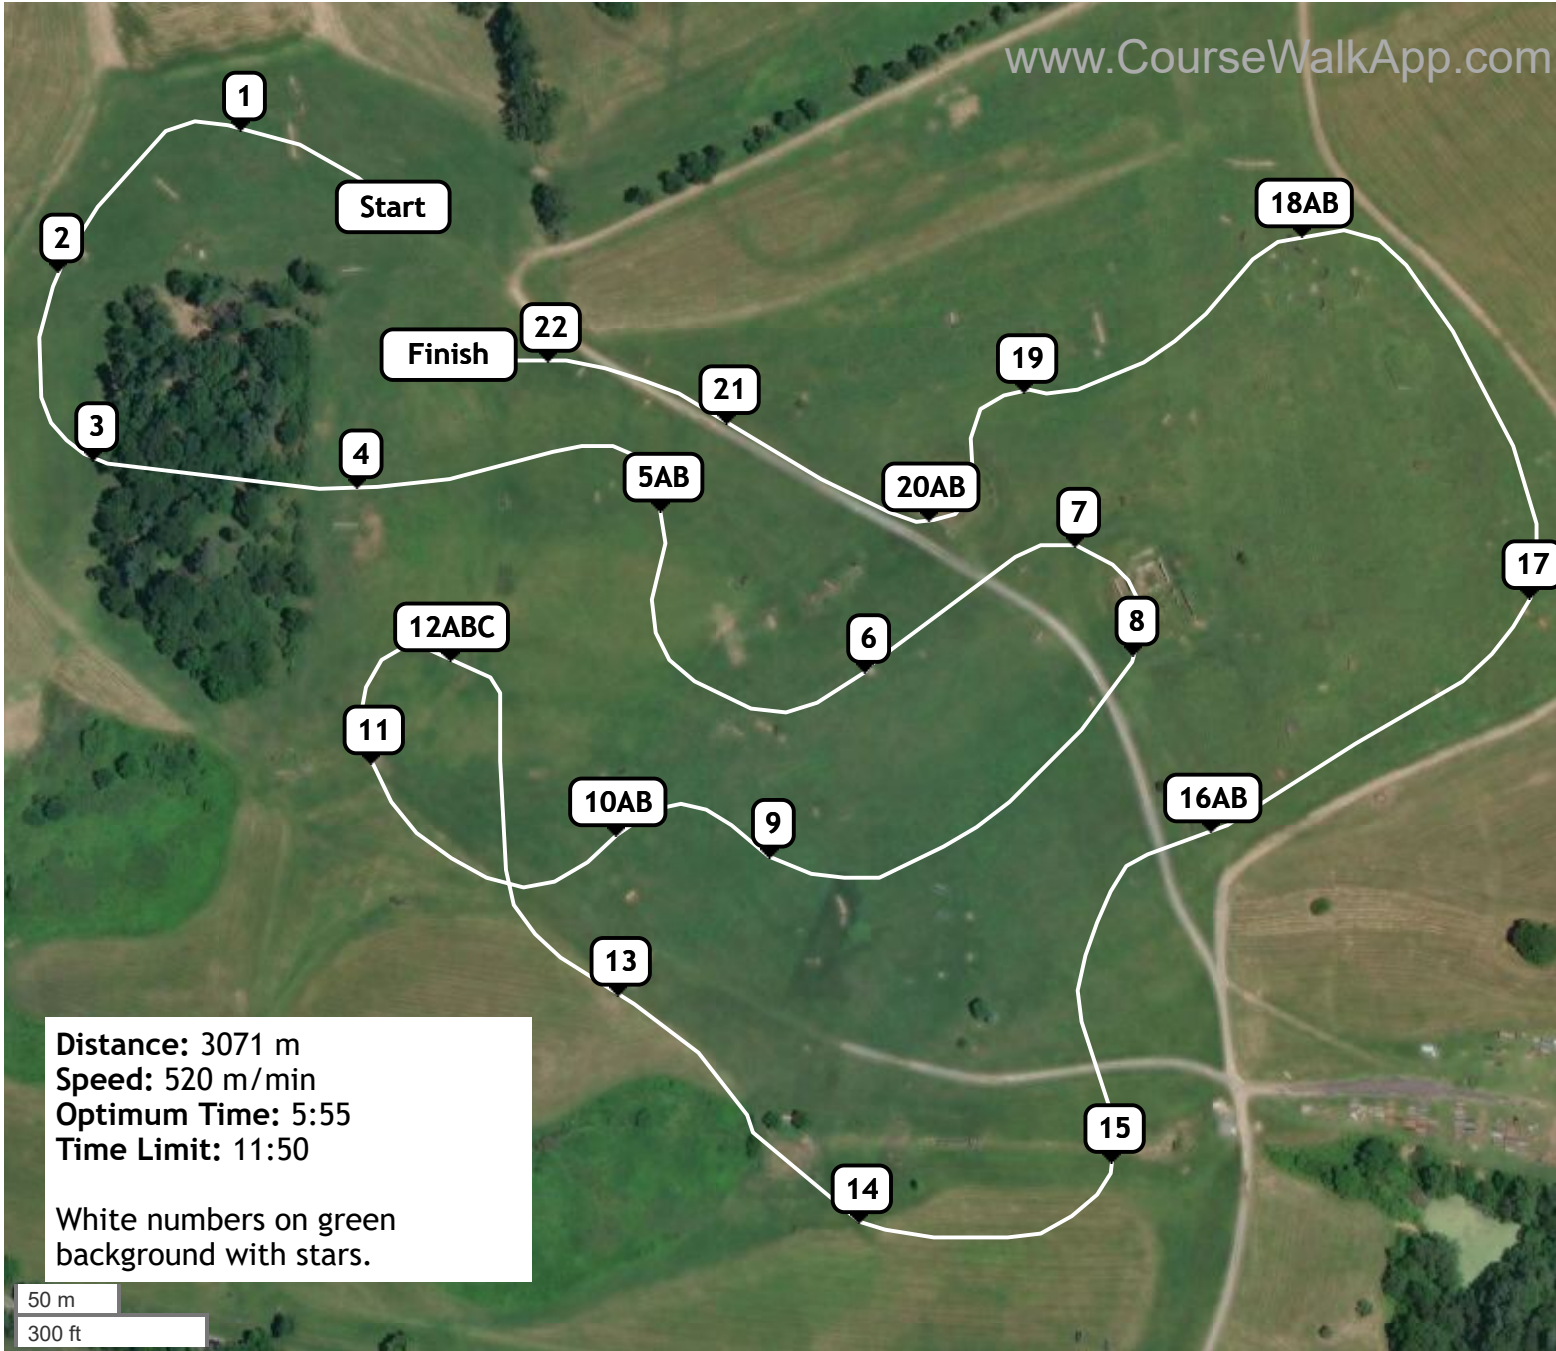 www.CourseWalkApp.com
1
Start
2
18AB
22
Finish
19
21
3
4
5AB
20AB
7
17
12ABC
6
8
11
10AB
9
16AB
13
Distance: 3071 m
Speed: 520 m/min
Optimum Time: 5:55
Time Limit: 11:50
White numbers on green
background with stars.
15
14
50 m
300 ft